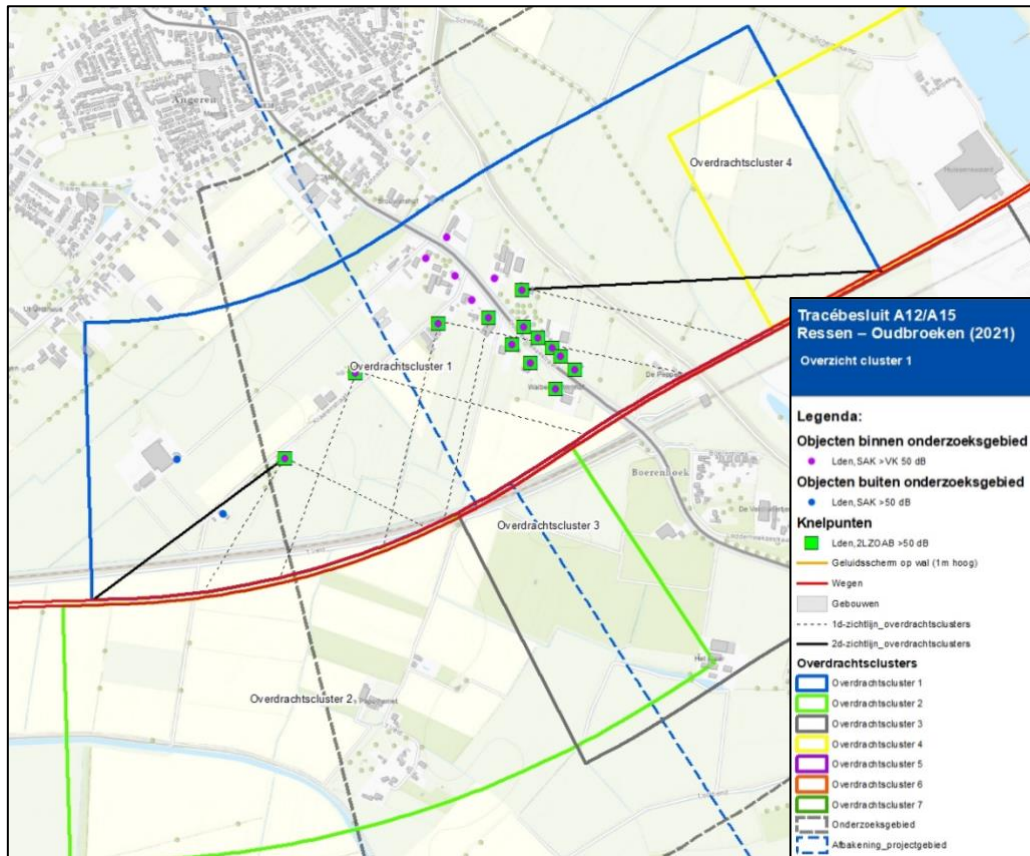 Angeren
Overdrachtscluster 4
Overdrachtscluster 1
Boerenhoek
Overdrachtscluster 3
Overdrachtscluster 2
Tracébesluit A12/A15
Ressen – Oudbroeken (2021)
Overzicht cluster 1
Legenda:
Objecten binnen onderzoeksgebied
Lden,SAK >VK 50 dB
Objecten buiten onderzoeksgebied
Lden,SAK >50 dB
Knelpunten
Lden,2LZOAB >50 dB
Geluidsscherm op wal (1m hoog)
Wegen
Gebouwen
1d-zichtlijn_overdrachtsclusters
2d-zichtlijn_overdrachtsclusters
Overdrachtsclusters
Overdrachtscluster 1
Overdrachtscluster 2
Overdrachtscluster 3
Overdrachtscluster 4
Overdrachtscluster 5
Overdrachtscluster 6
Overdrachtscluster 7
Onderzoeksgebied
Afbakening_projectgebied